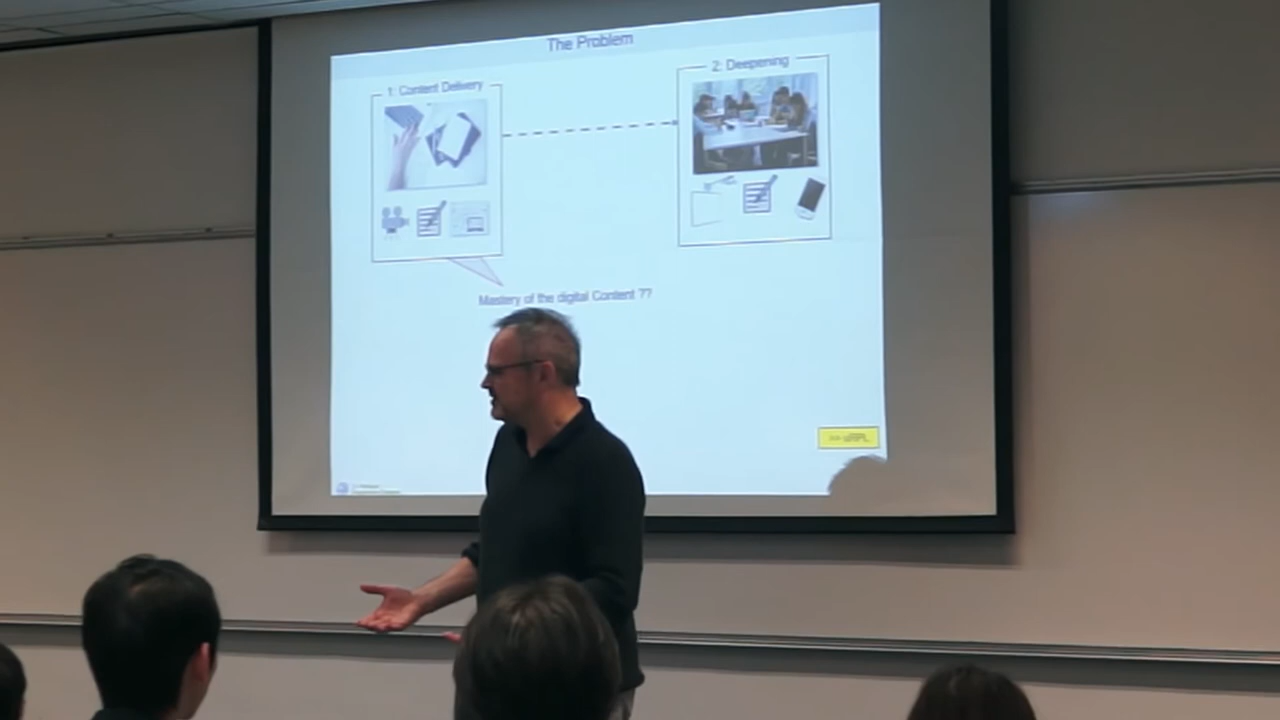 The Problem
1: Content Delivery
2: Deepening
Mastery of the digital Content ??